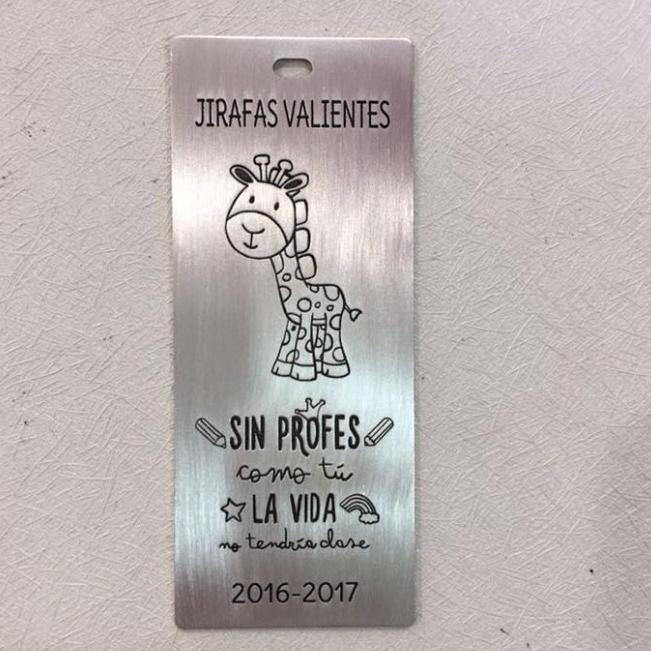 JIRAFAS VALIENTES
SIN PROFES
como tú
LA VIDA
no tendría clase
2016-2017